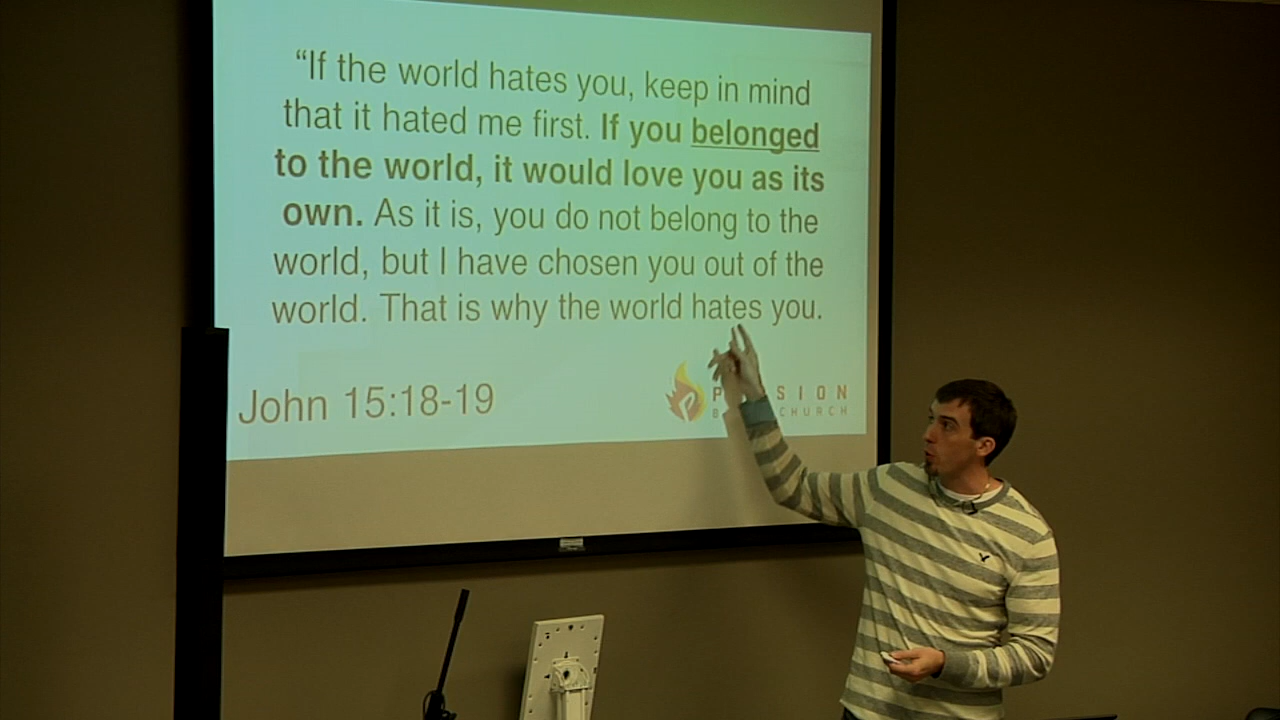 “If the world hates you, keep in mind
that it hated me first. If you belonged
to the world, it would love you as its
own. As it is, you do not belong to the
world, but I have chosen you out of the
world. That is why the world hates you.
John 15:18-19
CHURCH